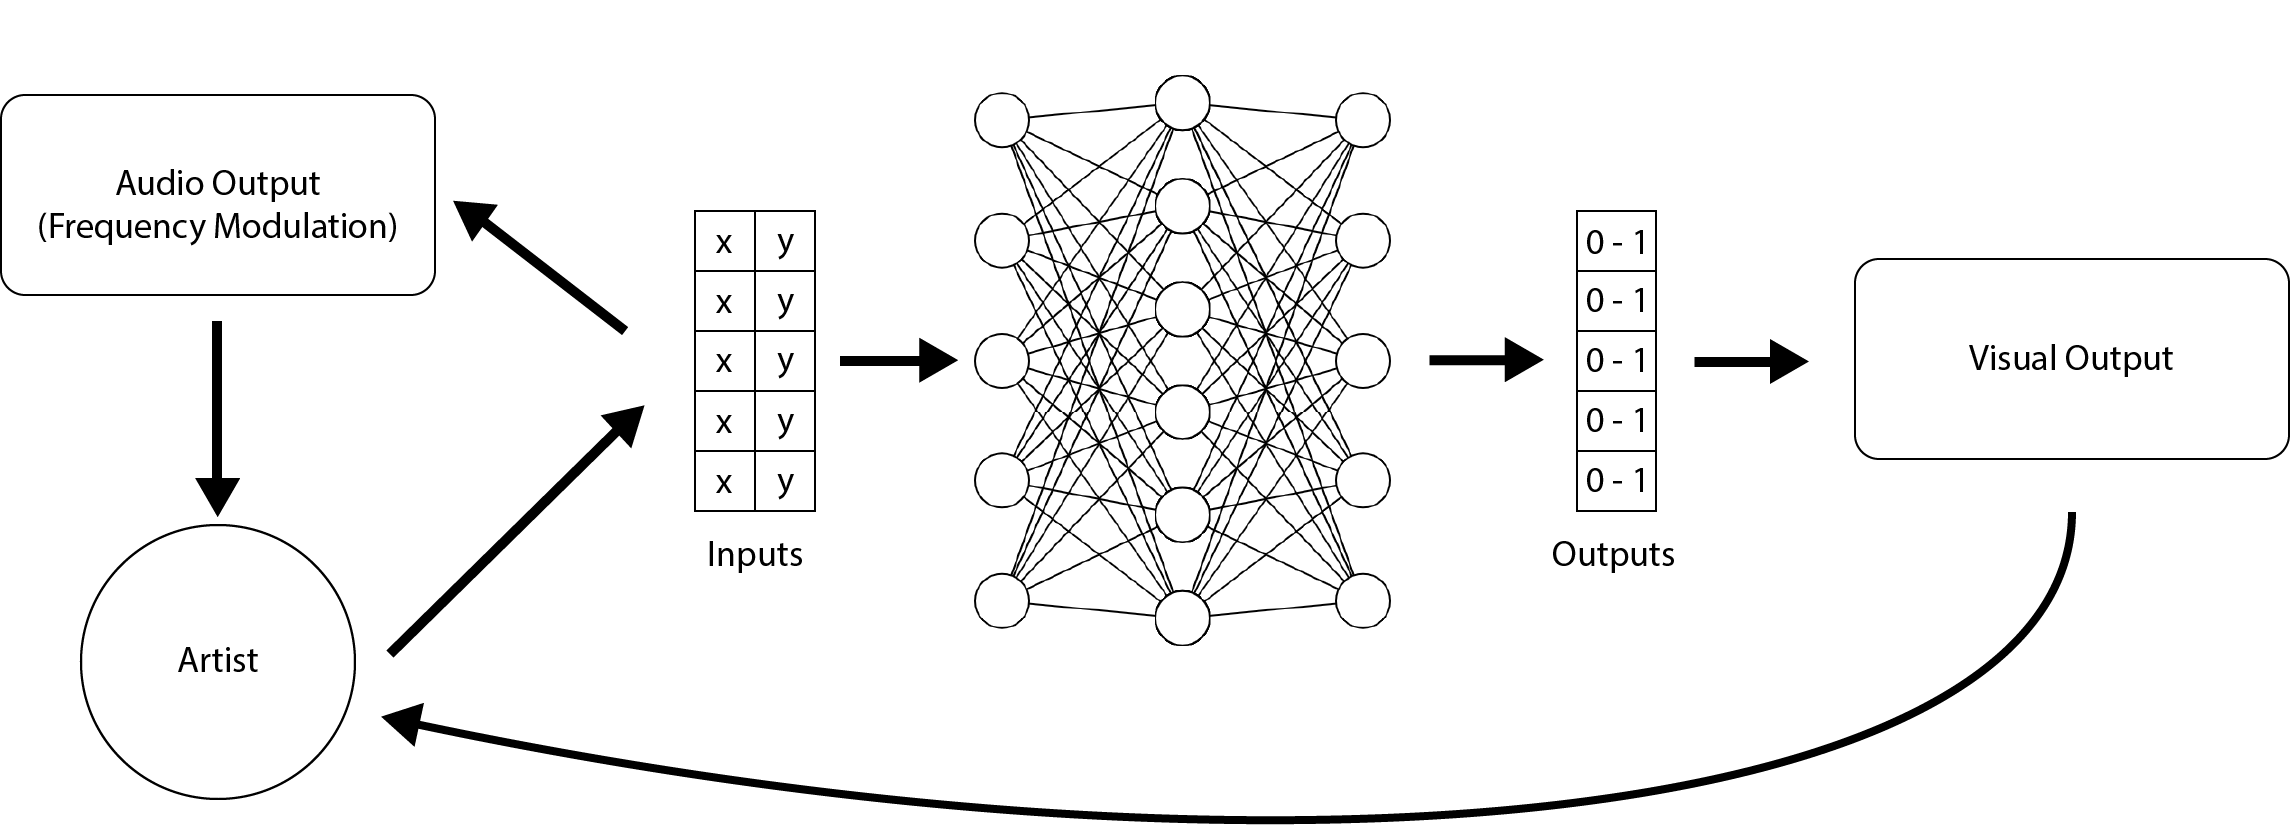 Audio Output
(Frequency Modulation)
Artist
x y
x y
x y
x y
x y
Inputs
0 - 1
0 - 1
0 - 1
0 - 1
0 - 1
Outputs
Visual Output